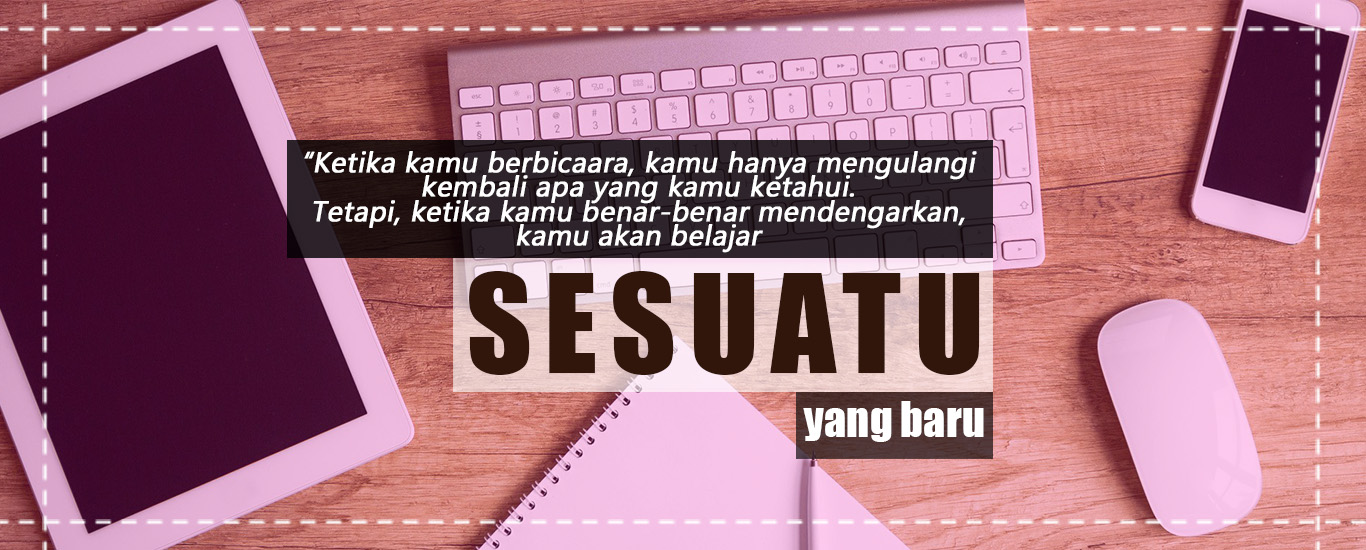 “Ketika kamu berbicaara, kamu hanya mengulangi
kembali apa yang kamu ketahui.
Tetapi, ketika kamu benar-benar mendengarkan,
kamu akan belajar
SESUATU
yang baru